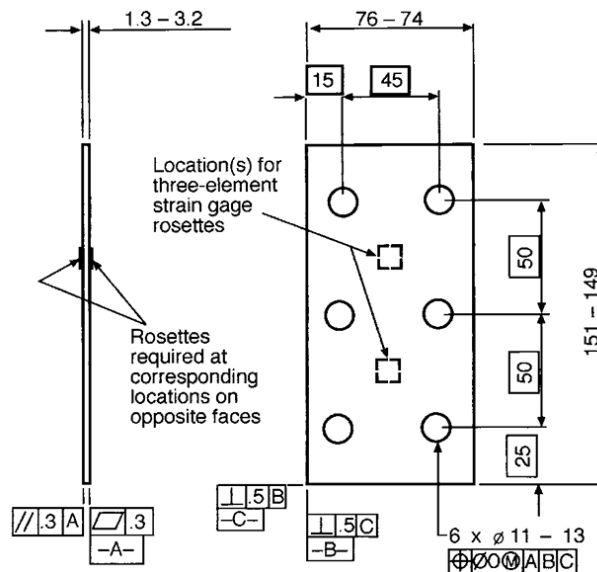 1.3 – 3.2
76 – 74
15
45
Location(s) for
three-element
strain gage
rosettes
50
151 – 149
Rosettes
required at
corresponding
locations on
opposite faces
50
25
⊥ .5 B
–C–
// .3 A
⏥ .3
–A–
⊥ .5 C
–B–
6 x ø 11 – 13
⌖ Ø0Ⓜ A B C